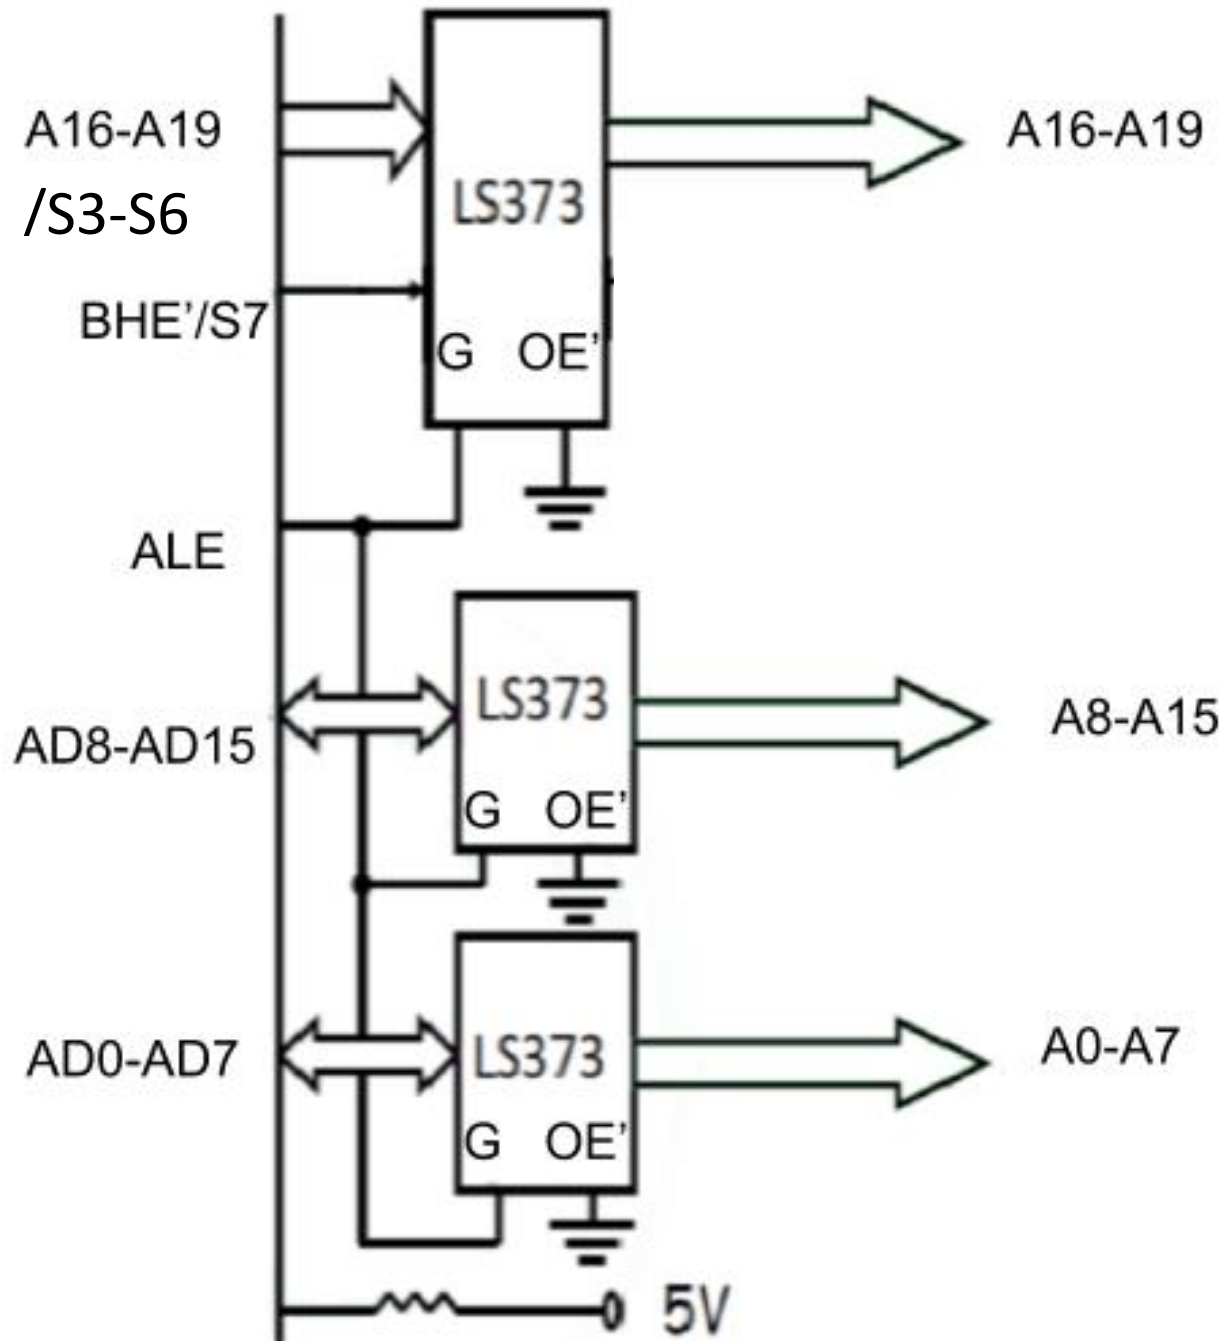 A16-A19
/S3-S6
LS373
A16-A19
BHE’/S7
G OE’
ALE
LS373
A8-A15
AD8-AD15
G OE’
AD0-AD7
LS373
A0-A7
G OE’
5V